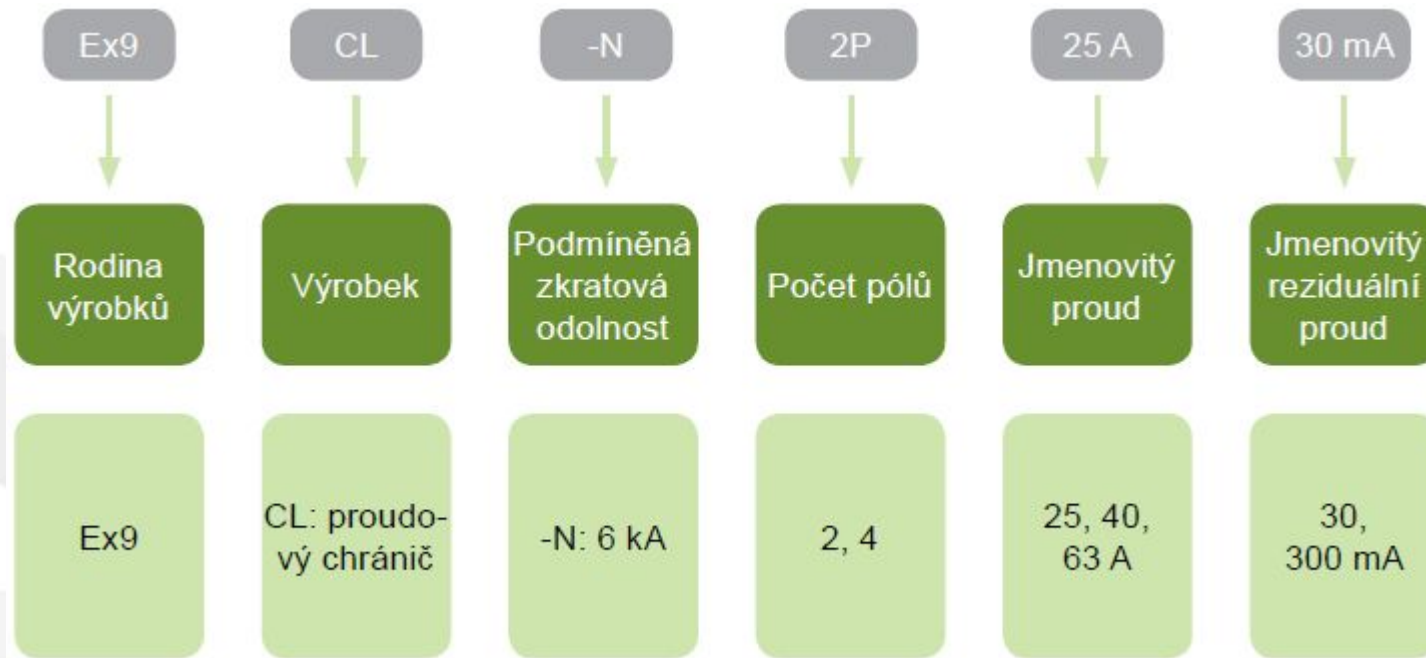 Ex9
CL
-N
2P
25 A
30 mA
Rodina
výrobků
Výrobek
Podmíněná
zkratová
odolnost
Počet pólů
Jmenovitý
proud
Jmenovitý
reziduální
proud
Ex9
CL: proudo-
vý chránič
-N: 6 kA
2, 4
25, 40,
63 A
30,
300 mA